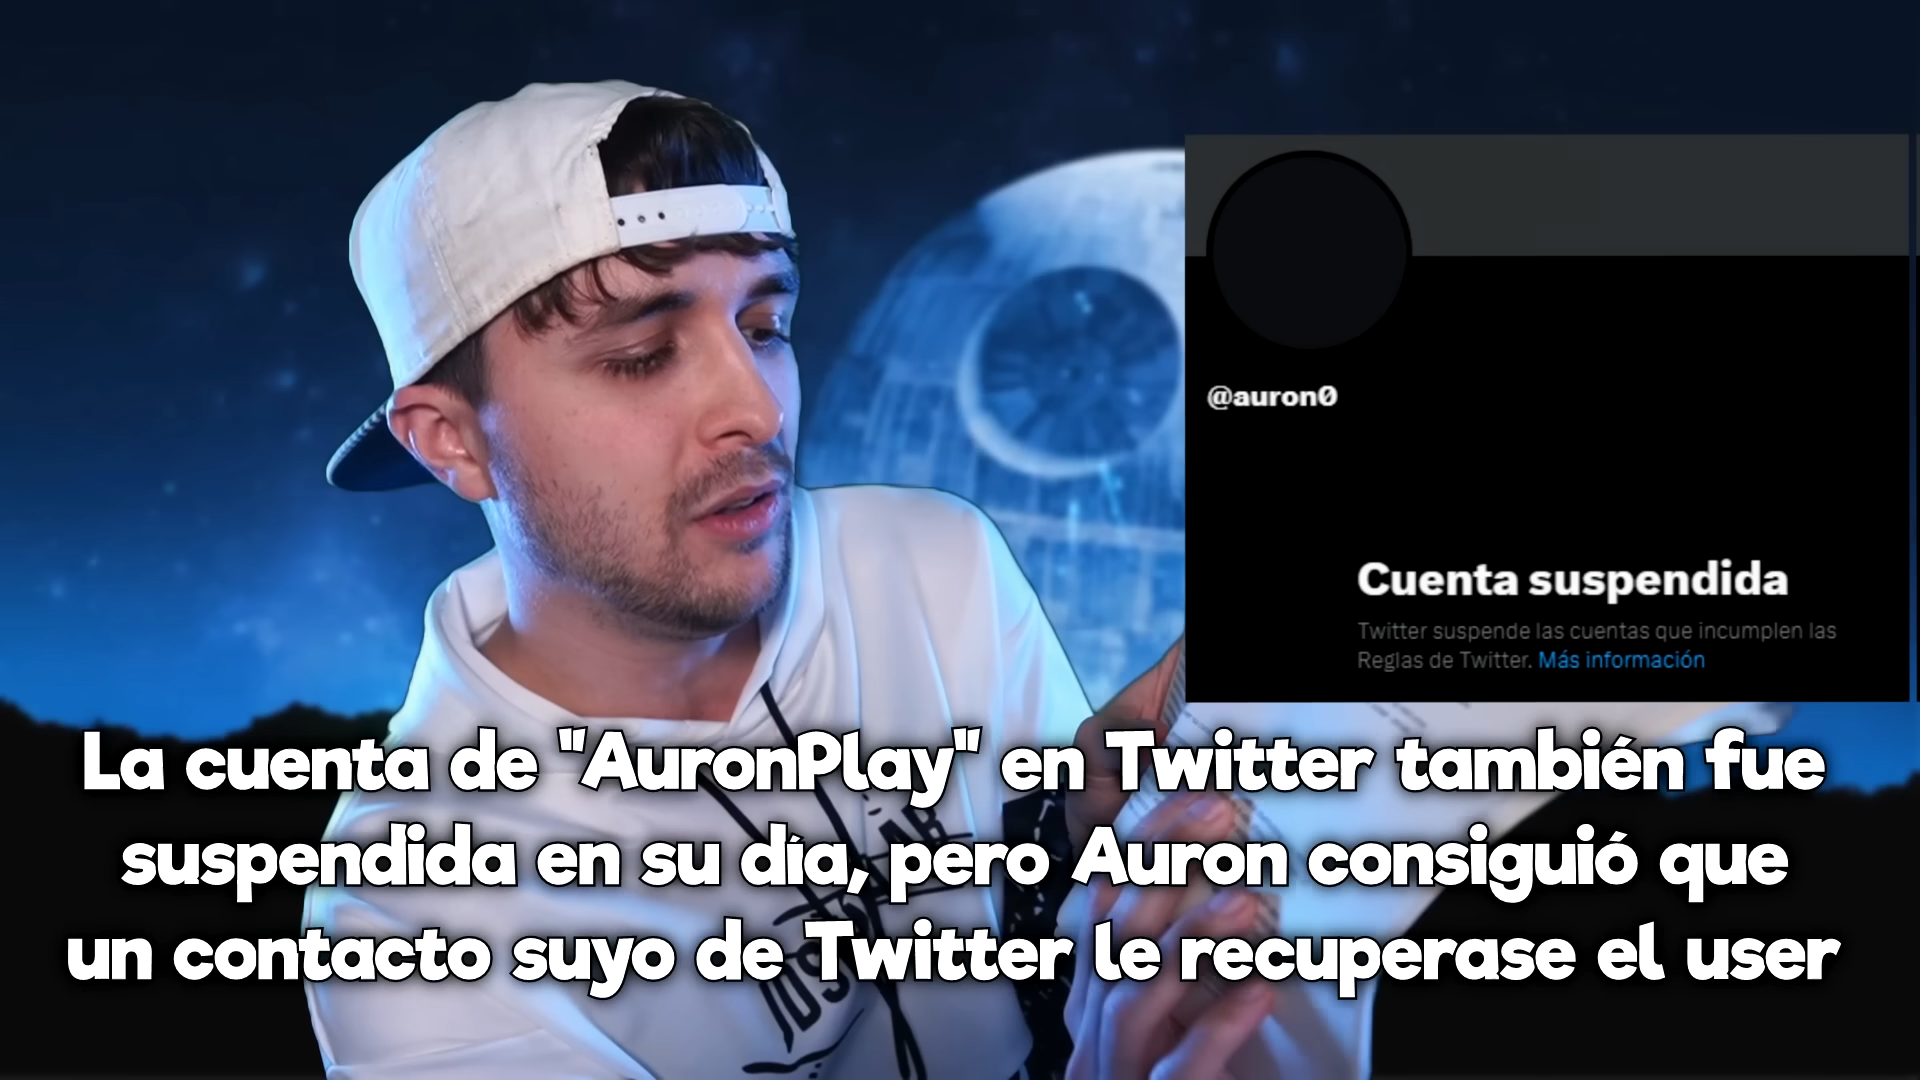 @auron0
Cuenta suspendida
Twitter suspende las cuentas que incumplen las
Reglas de Twitter. Más información
La cuenta de "AuronPlay" en Twitter también fue
suspendida en su día, pero Auron consiguió que
un contacto suyo de Twitter le recuperase el user